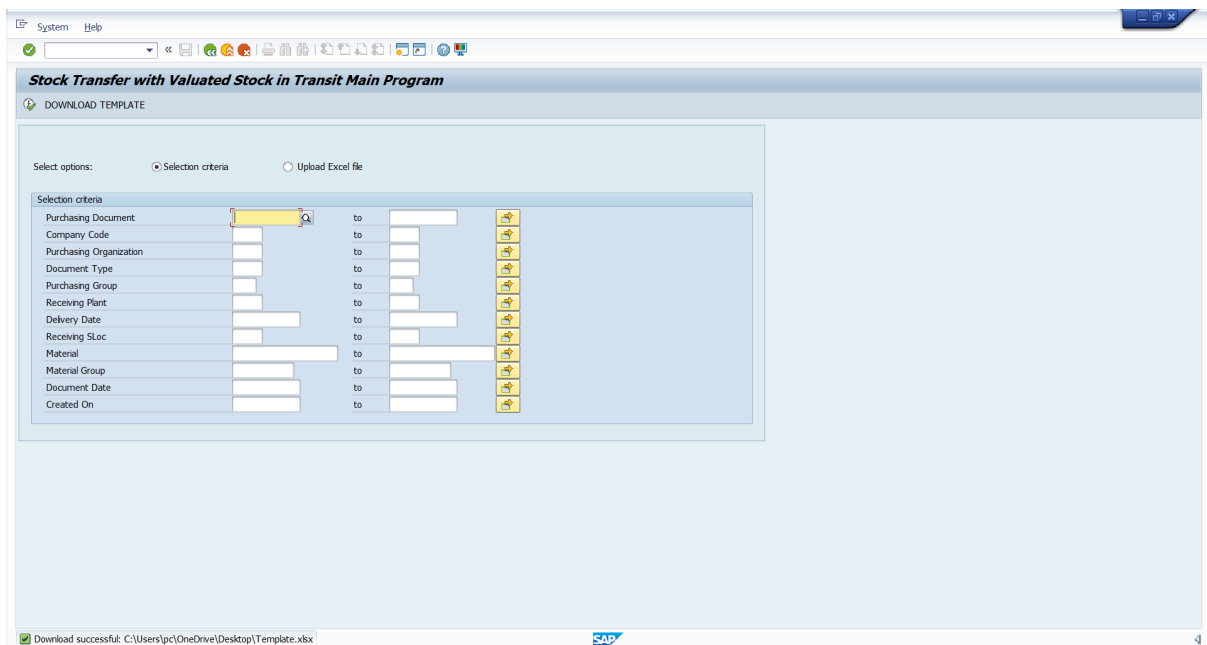 System Help
Stock Transfer with Valuated Stock in Transit Main Program
DOWNLOAD TEMPLATE
Select options: Selection criteria Upload Excel file
Selection criteria
Purchasing Document to
Company Code to
Purchasing Organization to
Document Type to
Purchasing Group to
Receiving Plant to
Delivery Date to
Receiving SLoc to
Material to
Material Group to
Document Date to
Created On to
Download successful: C:\Users\pc\OneDrive\Desktop\Template.xlsx SAP